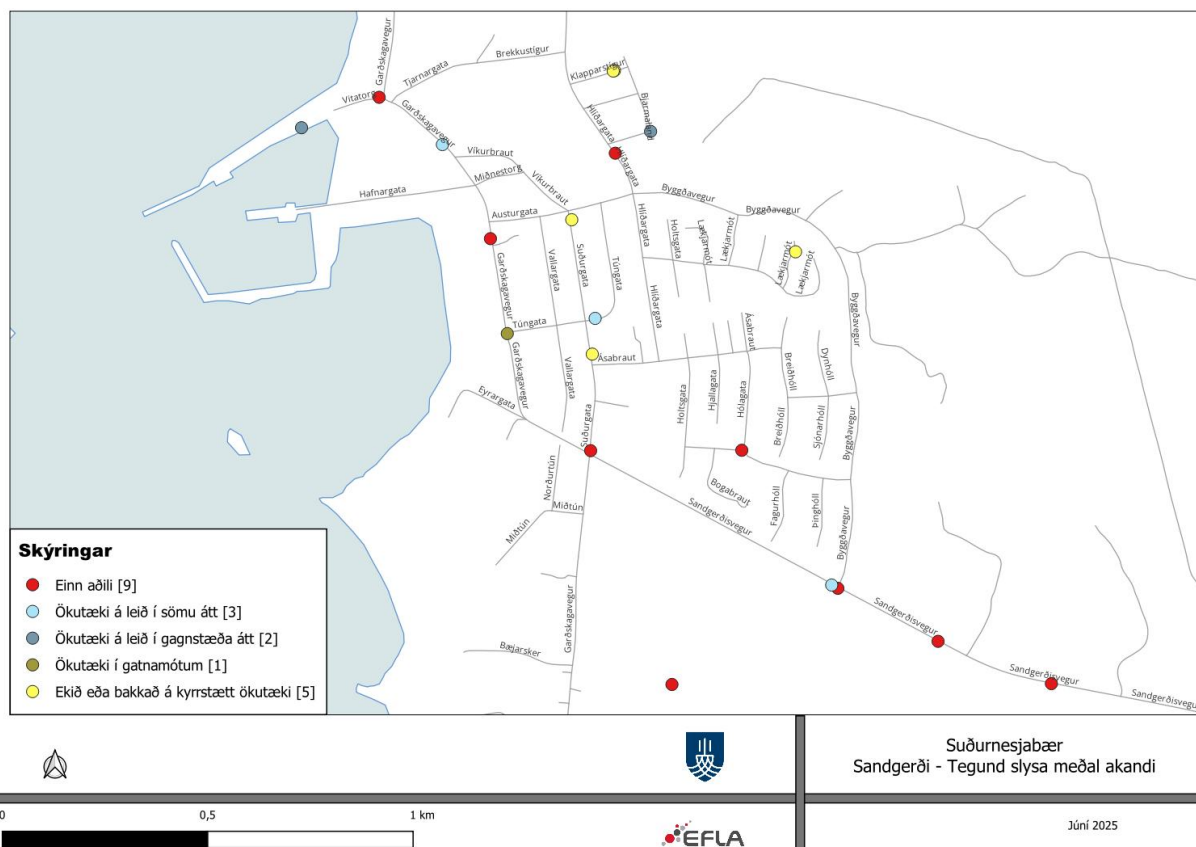 Garðskagavegur
Brekkustígur
Tjarnargata
Klapparstígur
Vitatorg
Garðskagavegur
Bjarmaland
Hlíðargata
Hlíðargata
Víkurbraut
Miðnestorg
Víkurbraut
Hafnargata
Byggðavegur
Byggðavegur
Austurgata
Hlíðargata
Holtsgata
Lækjarmót
Lækjarmót
Garðskagavegur
Vallargata
Suðurgata
Túngata
Lækjarmót
Lækjarmót
Hlíðargata
Byggðavegur
Túngata
Ásabraut
Garðskagavegur
Ásabraut
Breiðhóll
Dynhóll
Vallargata
Eyrargata
Holtsgata
Hjallagata
Hólagata
Suðurgata
Breiðhóll
Sjónarhóll
Byggðavegur
Norðurtún
Bogabraut
Fagurhóll
Þinghóll
Miðtún
Miðtún
Sandgerðisvegur
Byggðavegur
Sandgerðisvegur
Garðskagavegur
Bæjarsker
Sandgerðisvegur
Sandgerðisvegur
Skýringar
Einn aðili [9]
Ökutæki á leið í sömu átt [3]
Ökutæki á leið í gagnstæða átt [2]
Ökutæki í gatnamótum [1]
Ekið eða bakkað á kyrrstætt ökutæki [5]
Suðurnesjabær
Sandgerði - Tegund slysa meðal akandi
0
0,5
1 km
EFLA
Júní 2025